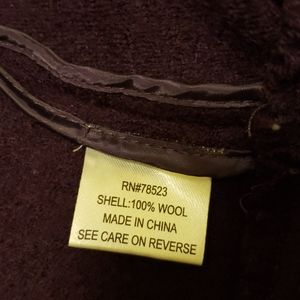 RN#78523
SHELL:100% WOOL
MADE IN CHINA
SEE CARE ON REVERSE